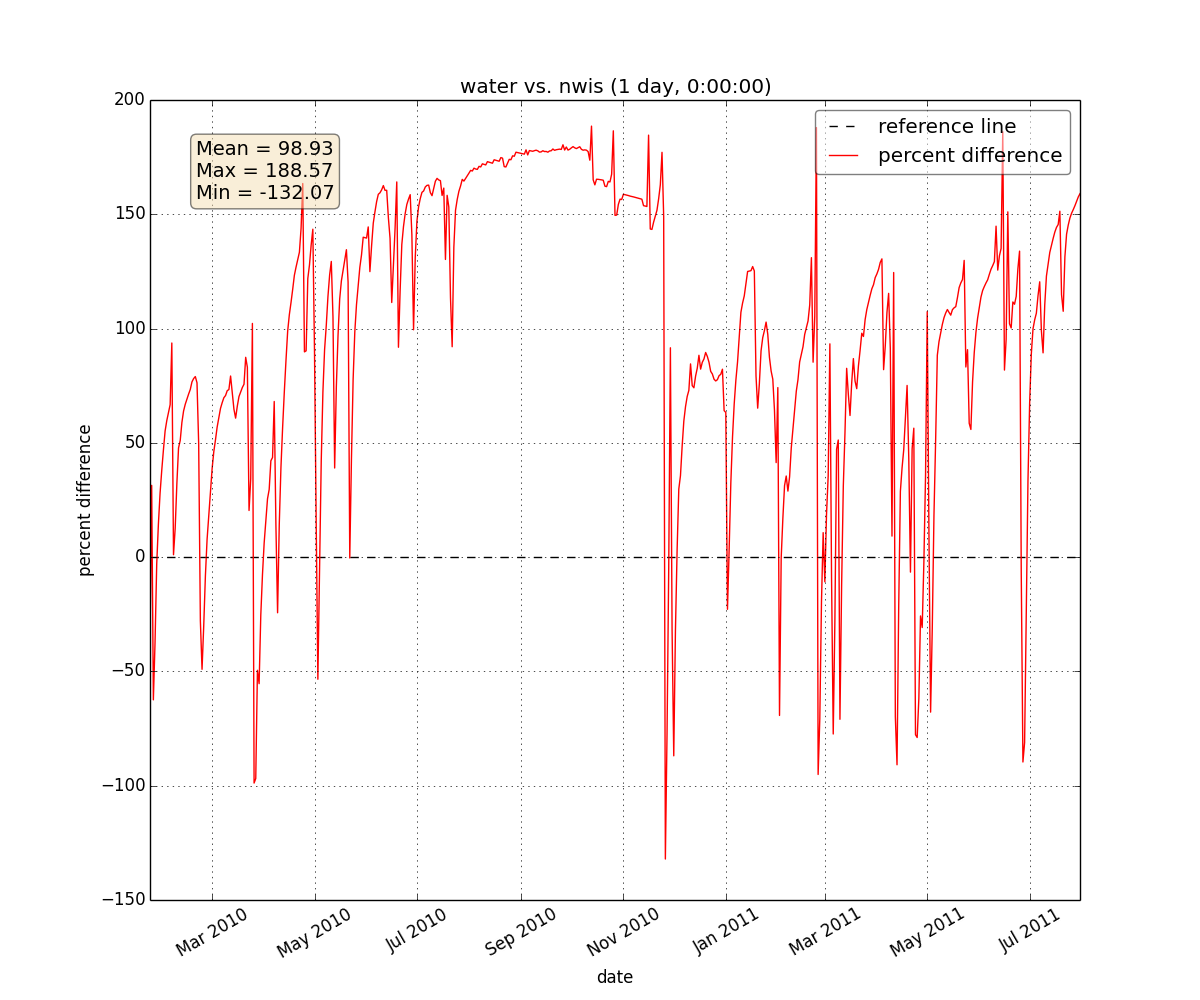 water vs. nwis (1 day, 0:00:00)
Mean = 98.93
Max = 188.57
Min = -132.07
reference line
percent difference
200
150
100
50
0
−50
−100
−150
percent difference
Mar 2010
May 2010
Jul 2010
Sep 2010
Nov 2010
Jan 2011
Mar 2011
May 2011
Jul 2011
date